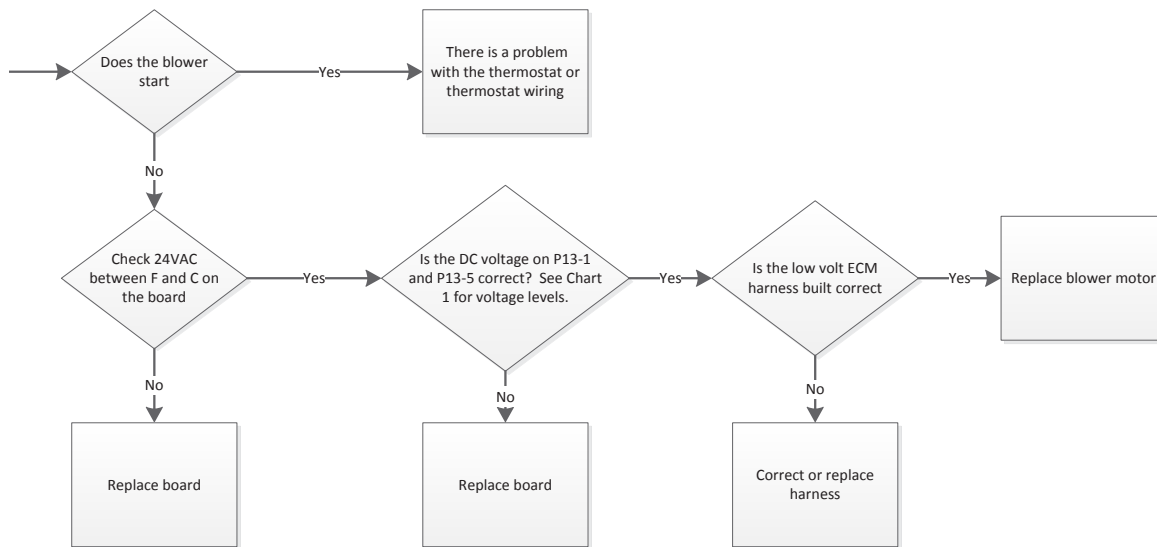 Does the blower
start
Yes
There is a problem
with the thermostat or
thermostat wiring
No
Check 24VAC
between F and C on
the board
Yes
Is the DC voltage on P13-1
and P13-5 correct?  See Chart
1 for voltage levels.
Yes
Is the low volt ECM
harness built correct
Yes
Replace blower motor
No
Replace board
No
Replace board
No
Correct or replace
harness